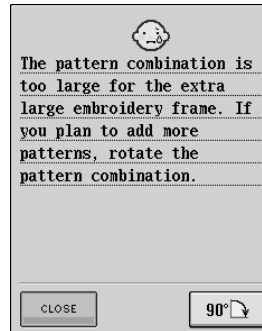 The pattern combination is
too large for the extra
large embroidery frame. If
you plan to add more
patterns, rotate the
pattern combination.
CLOSE
90°